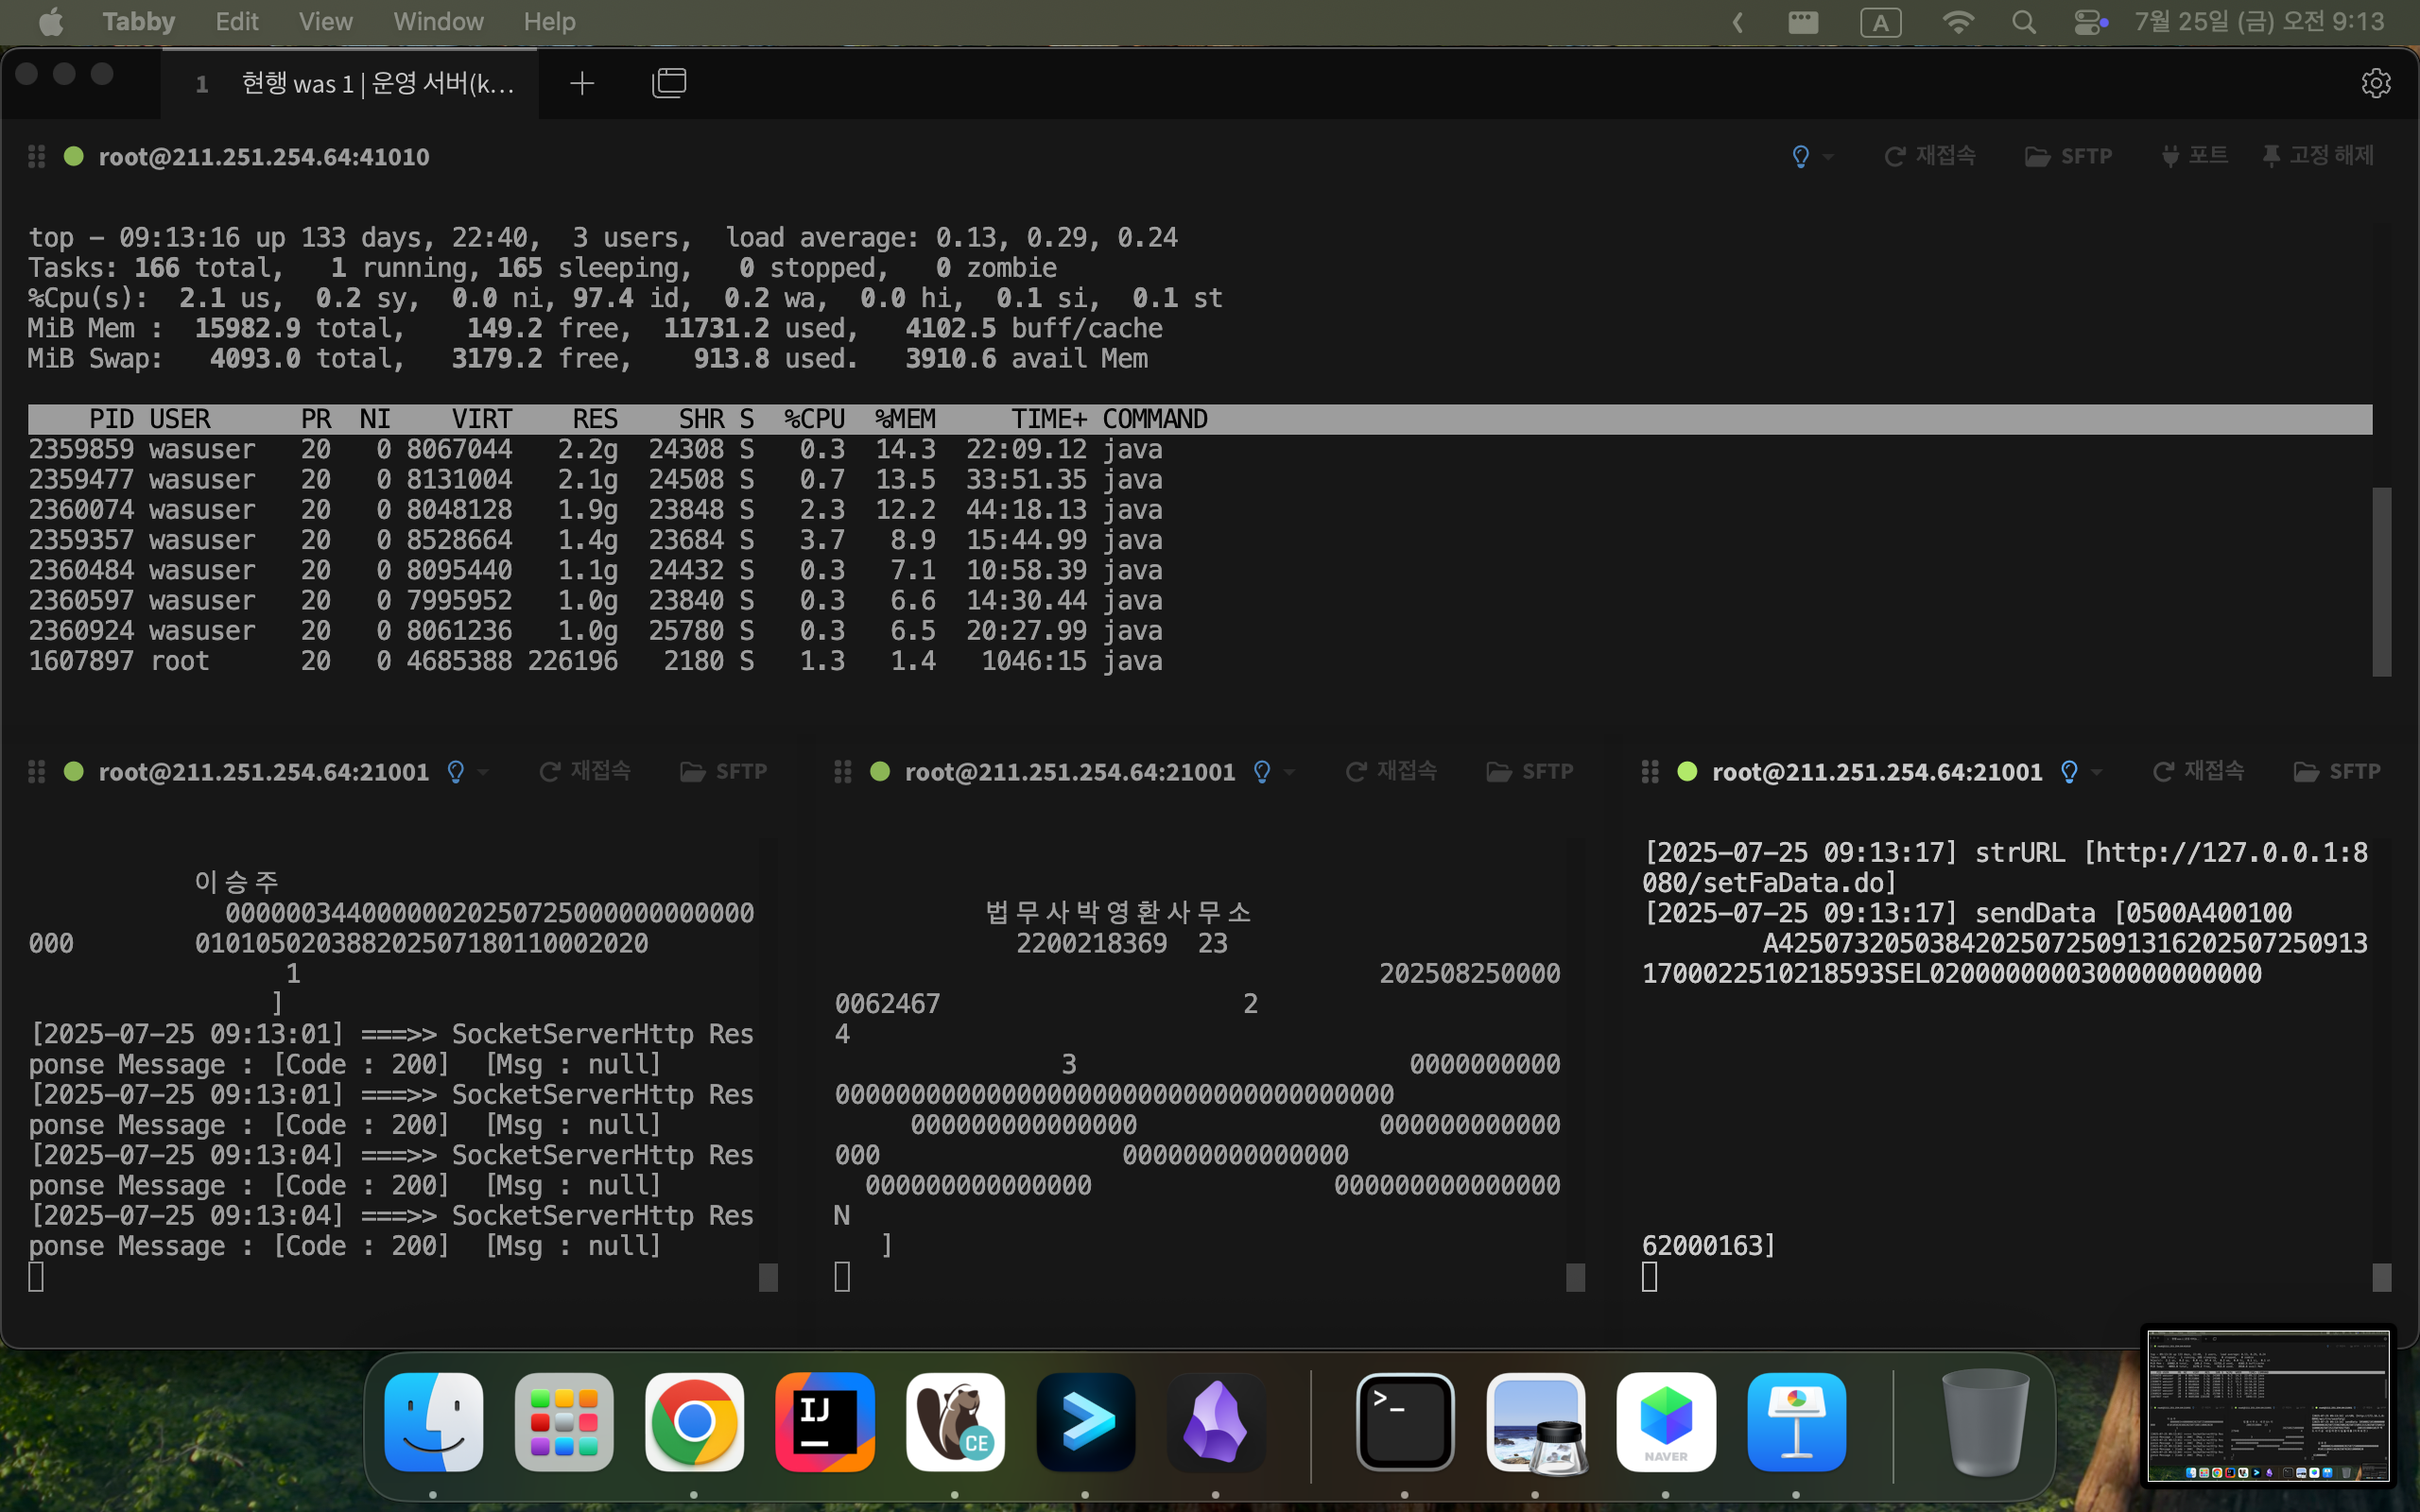 Tabby Edit View Window Help
A 7월 25일 (금) 오전 9:13
1 현행 was 1 | 운영 서버(k...
root@211.251.254.64:41010 재접속 SFTP 포트 고정 해제
top - 09:13:16 up 133 days, 22:40, 3 users, load average: 0.13, 0.29, 0.24
Tasks: 166 total, 1 running, 165 sleeping, 0 stopped, 0 zombie
%Cpu(s): 2.1 us, 0.2 sy, 0.0 ni, 97.4 id, 0.2 wa, 0.0 hi, 0.1 si, 0.1 st
MiB Mem : 15982.9 total, 149.2 free, 11731.2 used, 4102.5 buff/cache
MiB Swap: 4093.0 total, 3179.2 free, 913.8 used. 3910.6 avail Mem
PID USER PR NI VIRT RES SHR S %CPU %MEM TIME+ COMMAND
2359859 wasuser 20 0 8067044 2.2g 24308 S 0.3 14.3 22:09.12 java
2359477 wasuser 20 0 8131004 2.1g 24508 S 0.7 13.5 33:51.35 java
2360074 wasuser 20 0 8048128 1.9g 23848 S 2.3 12.2 44:18.13 java
2359357 wasuser 20 0 8528664 1.4g 23684 S 3.7 8.9 15:44.99 java
2360484 wasuser 20 0 8095440 1.1g 24432 S 0.3 7.1 10:58.39 java
2360597 wasuser 20 0 7995952 1.0g 23840 S 0.3 6.6 14:30.44 java
2360924 wasuser 20 0 8061236 1.0g 25780 S 0.3 6.5 20:27.99 java
1607897 root 20 0 4685388 226196 2180 S 1.3 1.4 1046:15 java
root@211.251.254.64:21001 재접속 SFTP
이승주
00000034400000020250725000000000000
000 010105020388202507180110002020
1
]
[2025-07-25 09:13:01] ===>> SocketServerHttp Res
ponse Message : [Code : 200] [Msg : null]
[2025-07-25 09:13:01] ===>> SocketServerHttp Res
ponse Message : [Code : 200] [Msg : null]
[2025-07-25 09:13:04] ===>> SocketServerHttp Res
ponse Message : [Code : 200] [Msg : null]
[2025-07-25 09:13:04] ===>> SocketServerHttp Res
ponse Message : [Code : 200] [Msg : null]
root@211.251.254.64:21001 재접속 SFTP
법무사박영환사무소
2200218369 23
202508250000
0062467 2
4
3 0000000000
0000000000000000000000000000000000000
000000000000000 000000000000
000 000000000000000
000000000000000 000000000000000
N
]
root@211.251.254.64:21001 재접속 SFTP
[2025-07-25 09:13:17] strURL [http://127.0.0.1:8
080/setFaData.do]
[2025-07-25 09:13:17] sendData [0500A400100
A4250732050384202507250913162025072509​13
1700022510218593SEL0200000000300000000000
62000163]
IJ
CE
>_
NAVER